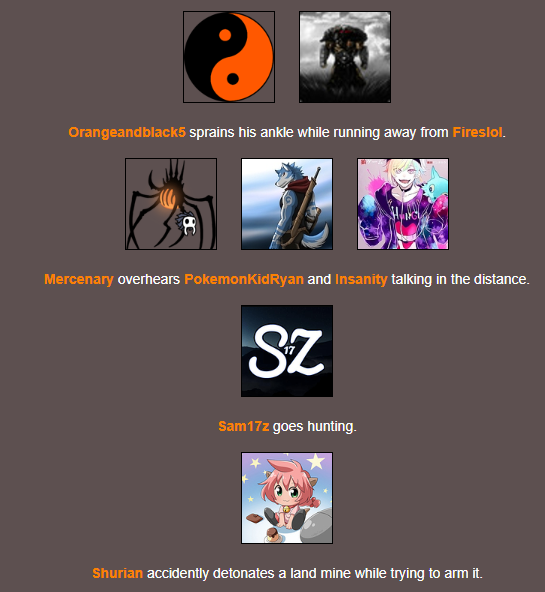 Orangeandblack5 sprains his ankle while running away from Fireslol.
Mercenary overhears PokemonKidRyan and Insanity talking in the distance.
SZ
17
Sam17z goes hunting.
Shurian accidently detonates a land mine while trying to arm it.